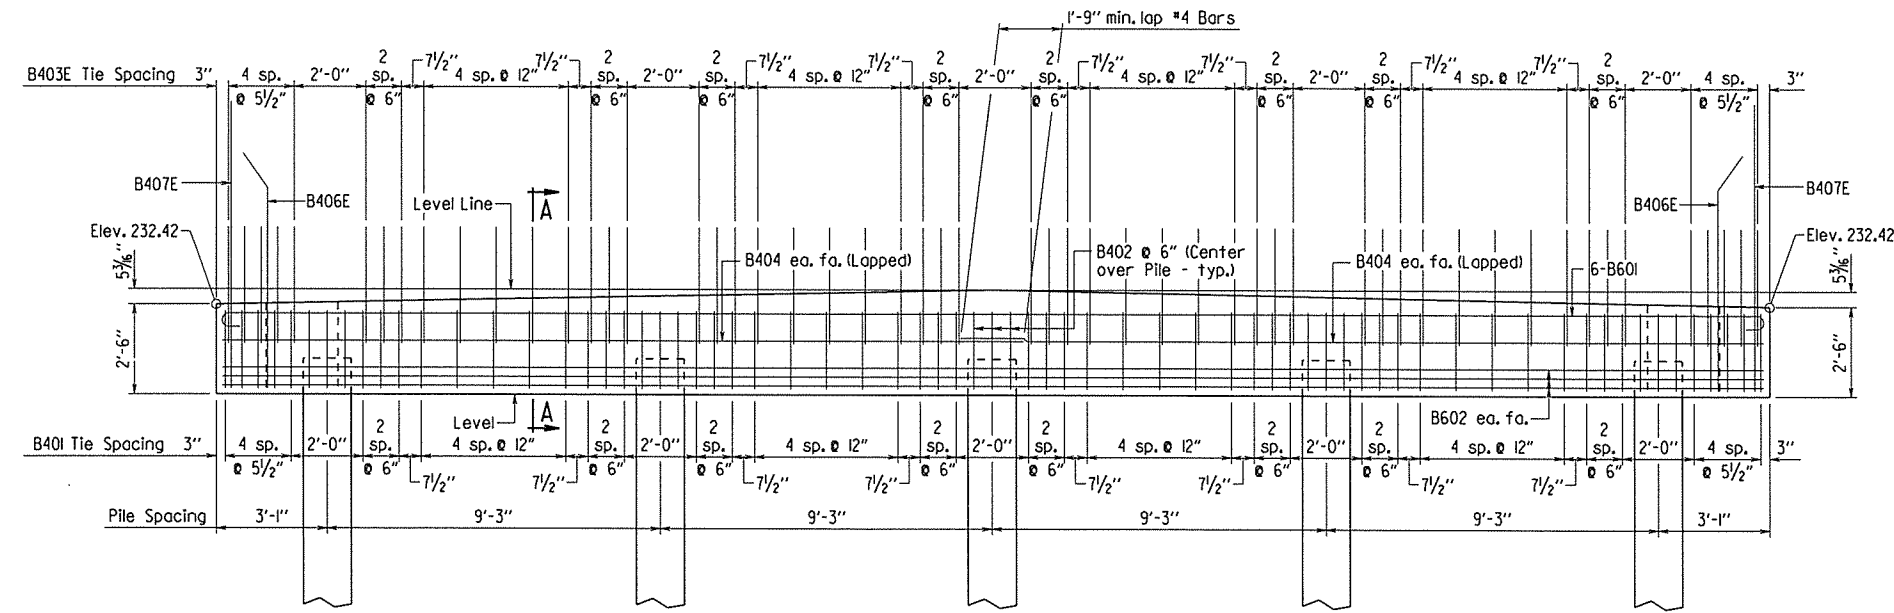 1'-9" min. lap #4 Bars
B403E Tie Spacing 3" 4 sp. @ 5½" 2'-0" 2 sp. @ 6" 7½" 4 sp. @ 12" 7½" 2 sp. @ 6" 2'-0" 2 sp. @ 6" 7½" 4 sp. @ 12" 7½" 2 sp. @ 6" 2'-0" 2 sp. @ 6" 7½" 4 sp. @ 12" 7½" 2 sp. @ 6" 2'-0" 2 sp. @ 6" 7½" 4 sp. @ 12" 7½" 2 sp. @ 6" 2'-0" 4 sp. @ 5½" 3"
B407E
B406E
Level Line
A
B406E
B407E
Elev. 232.42
5³⁄₁₆"
B404 ea. fa. (Lapped)
B402 @ 6" (Center
over Pile - typ.)
B404 ea. fa. (Lapped)
6-B601
Elev. 232.42
5³⁄₁₆"
2'-6"
2'-6"
Level
A
B602 ea. fa.
B401 Tie Spacing 3" 4 sp. @ 5½" 2'-0" 2 sp. @ 6" 7½" 4 sp. @ 12" 7½" 2 sp. @ 6" 2'-0" 2 sp. @ 6" 7½" 4 sp. @ 12" 7½" 2 sp. @ 6" 2'-0" 2 sp. @ 6" 7½" 4 sp. @ 12" 7½" 2 sp. @ 6" 2'-0" 2 sp. @ 6" 7½" 4 sp. @ 12" 7½" 2 sp. @ 6" 2'-0" 4 sp. @ 5½" 3"
Pile Spacing 3'-1" 9'-3" 9'-3" 9'-3" 9'-3" 3'-1"